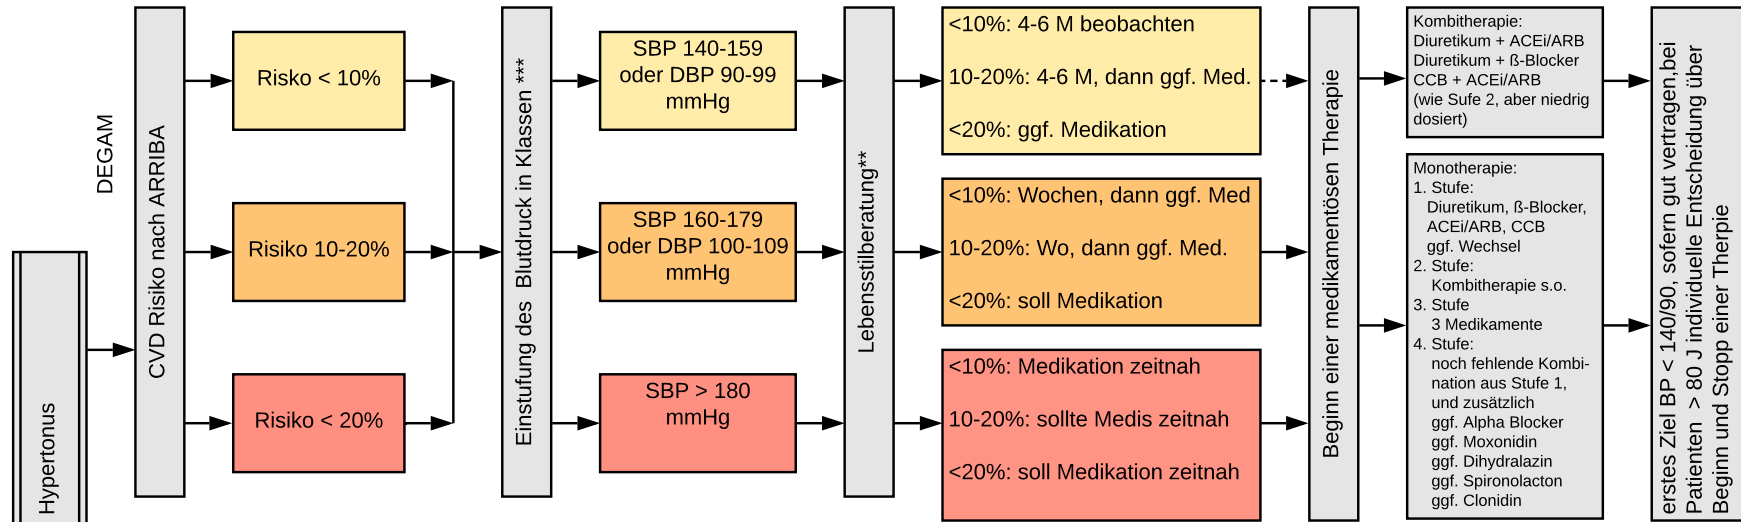 Hypertonus
DEGAM
CVD Risiko nach ARRIBA
Risko < 10%
Risiko 10-20%
Risiko < 20%
Einstufung des Blutdruck in Klassen ***
SBP 140-159
oder DBP 90-99
mmHg
SBP 160-179
oder DBP 100-109
mmHg
SBP > 180
mmHg
Lebensstilberatung**
<10%: 4-6 M beobachten
10-20%: 4-6 M, dann ggf. Med.
<20%: ggf. Medikation
<10%: Wochen, dann ggf. Med
10-20%: Wo, dann ggf. Med.
<20%: soll Medikation
<10%: Medikation zeitnah
10-20%: sollte Medis zeitnah
<20%: soll Medikation zeitnah
Beginn einer medikamentösen Therapie
Kombitherapie:
Diuretikum + ACEi/ARB
Diuretikum + ß-Blocker
CCB + ACEi/ARB
(wie Sufe 2, aber niedrig
dosiert)
Monotherapie:
1. Stufe:
Diuretikum, ß-Blocker,
ACEi/ARB, CCB
ggf. Wechsel
2. Stufe:
Kombitherapie s.o.
3. Stufe
3 Medikamente
4. Stufe:
noch fehlende Kombi-
nation aus Stufe 1,
und zusätzlich
ggf. Alpha Blocker
ggf. Moxonidin
ggf. Dihydralazin
ggf. Spironolacton
ggf. Clonidin
erstes Ziel BP < 140/90, sofern gut vertragen,bei
Patienten > 80 J individuelle Entscheidung über
Beginn und Stopp einer Therpie